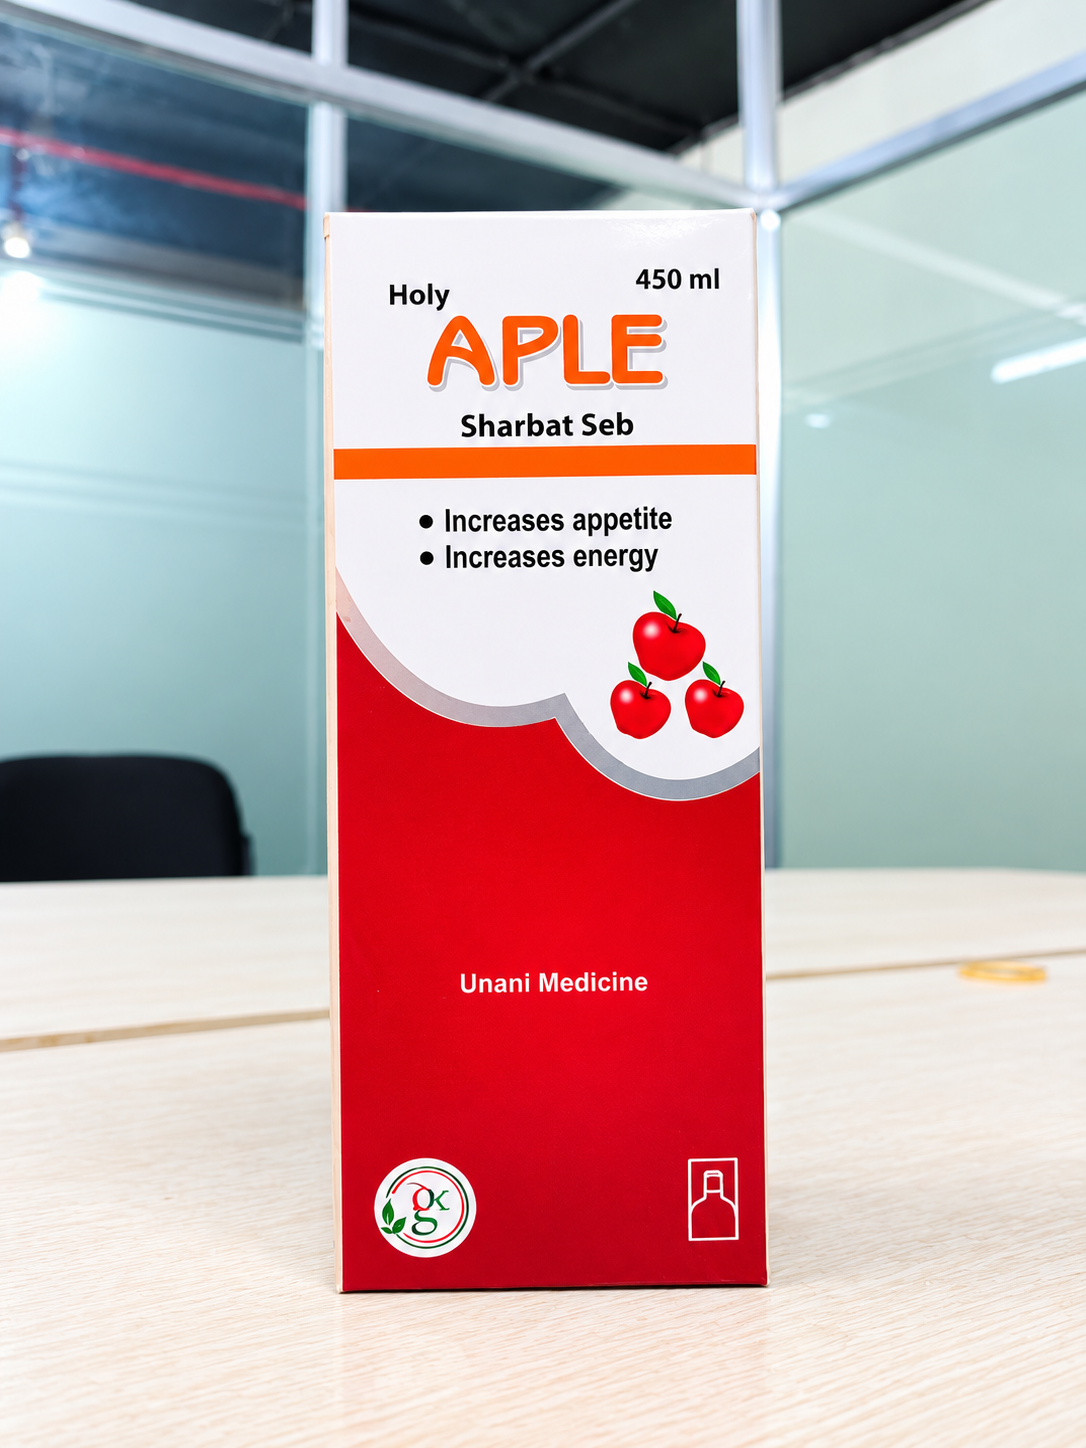 Holy
450 ml
APLE
Sharbat Seb
• Increases appetite
• Increases energy
Unani Medicine